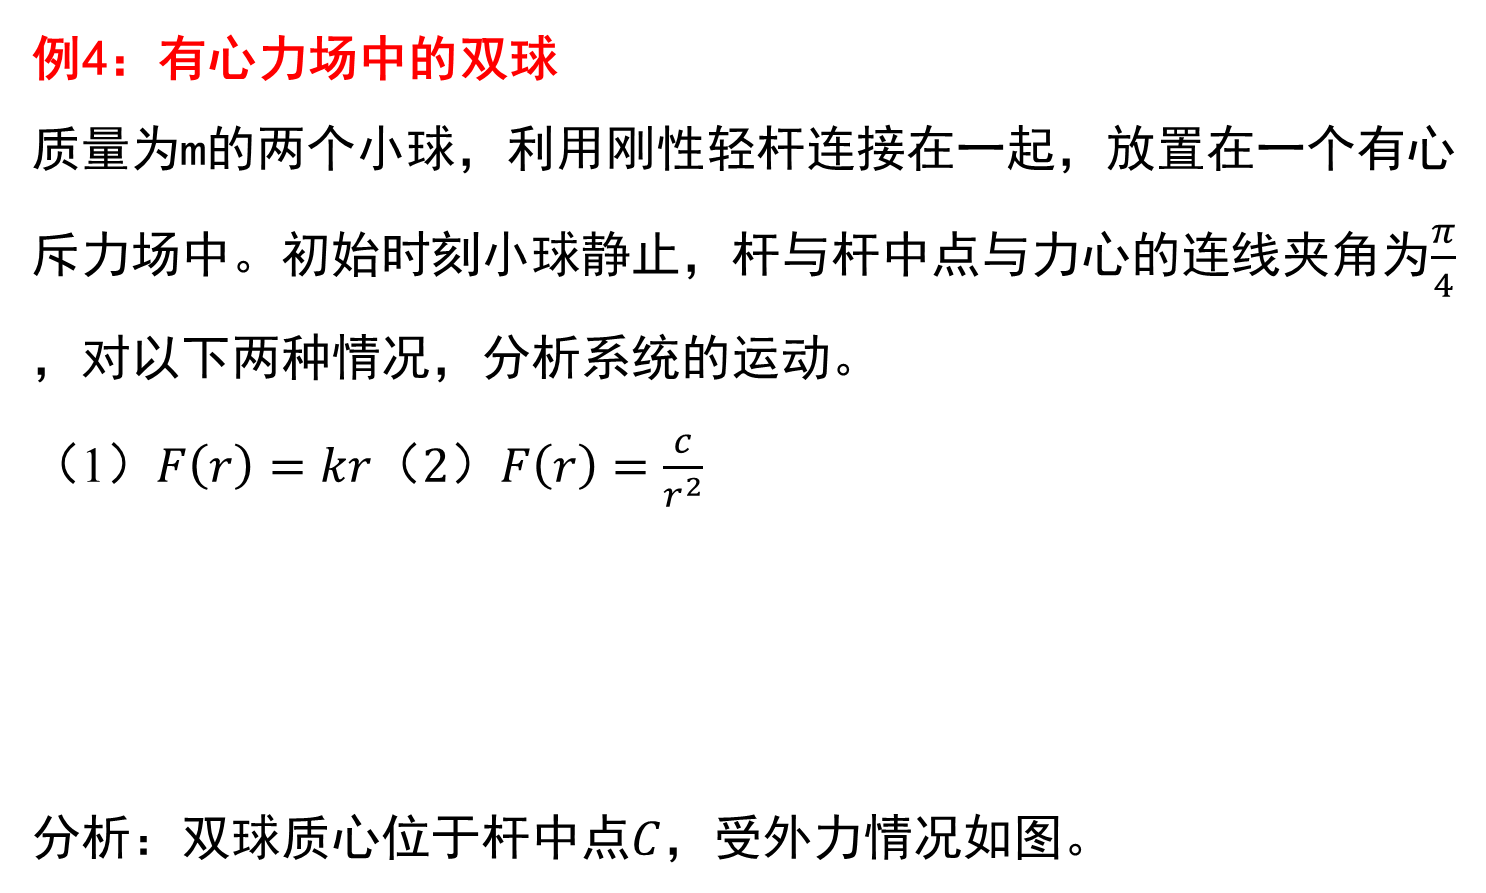 例4：有心力场中的双球
质量为m的两个小球，利用刚性轻杆连接在一起，放置在一个有心
斥力场中。初始时刻小球静止，杆与杆中点与力心的连线夹角为$\frac{\pi}{4}$
，对以下两种情况，分析系统的运动。
（1）$F(r) = kr$（2）$F(r) = \frac{c}{r^2}$
分析：双球质心位于杆中点$C$，受外力情况如图。